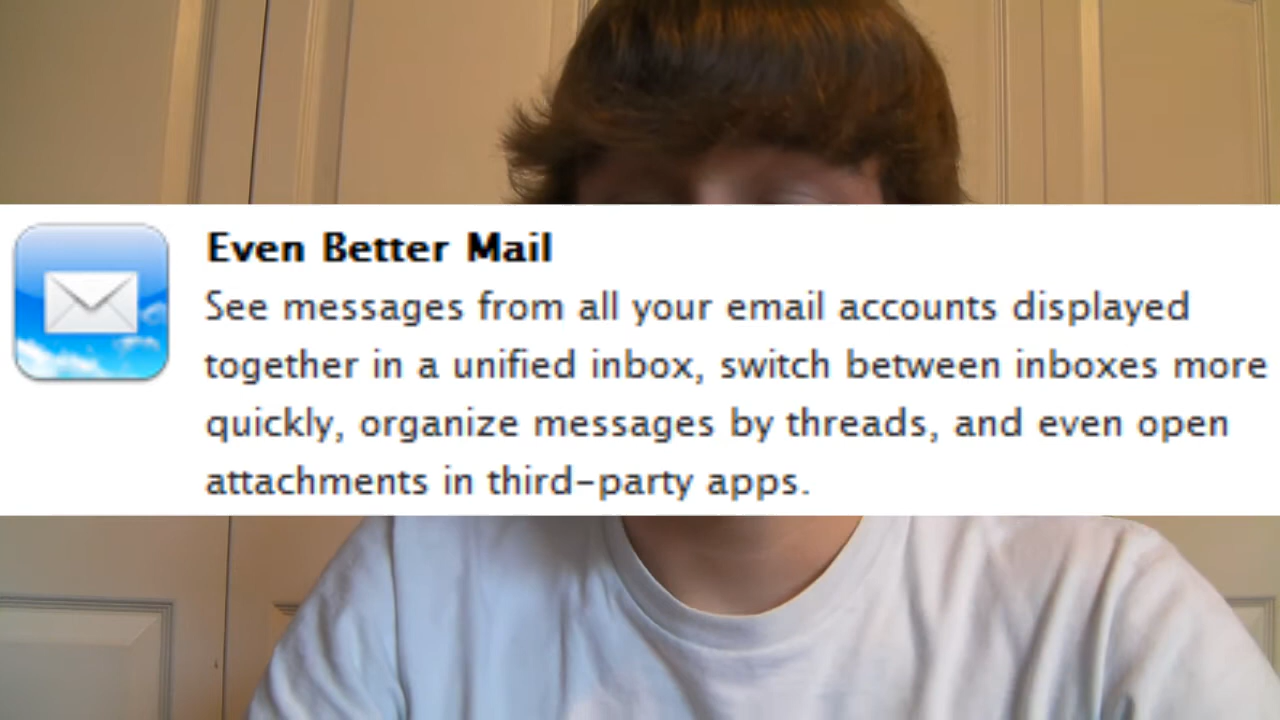 Even Better Mail
See messages from all your email accounts displayed
together in a unified inbox, switch between inboxes more
quickly, organize messages by threads, and even open
attachments in third-party apps.